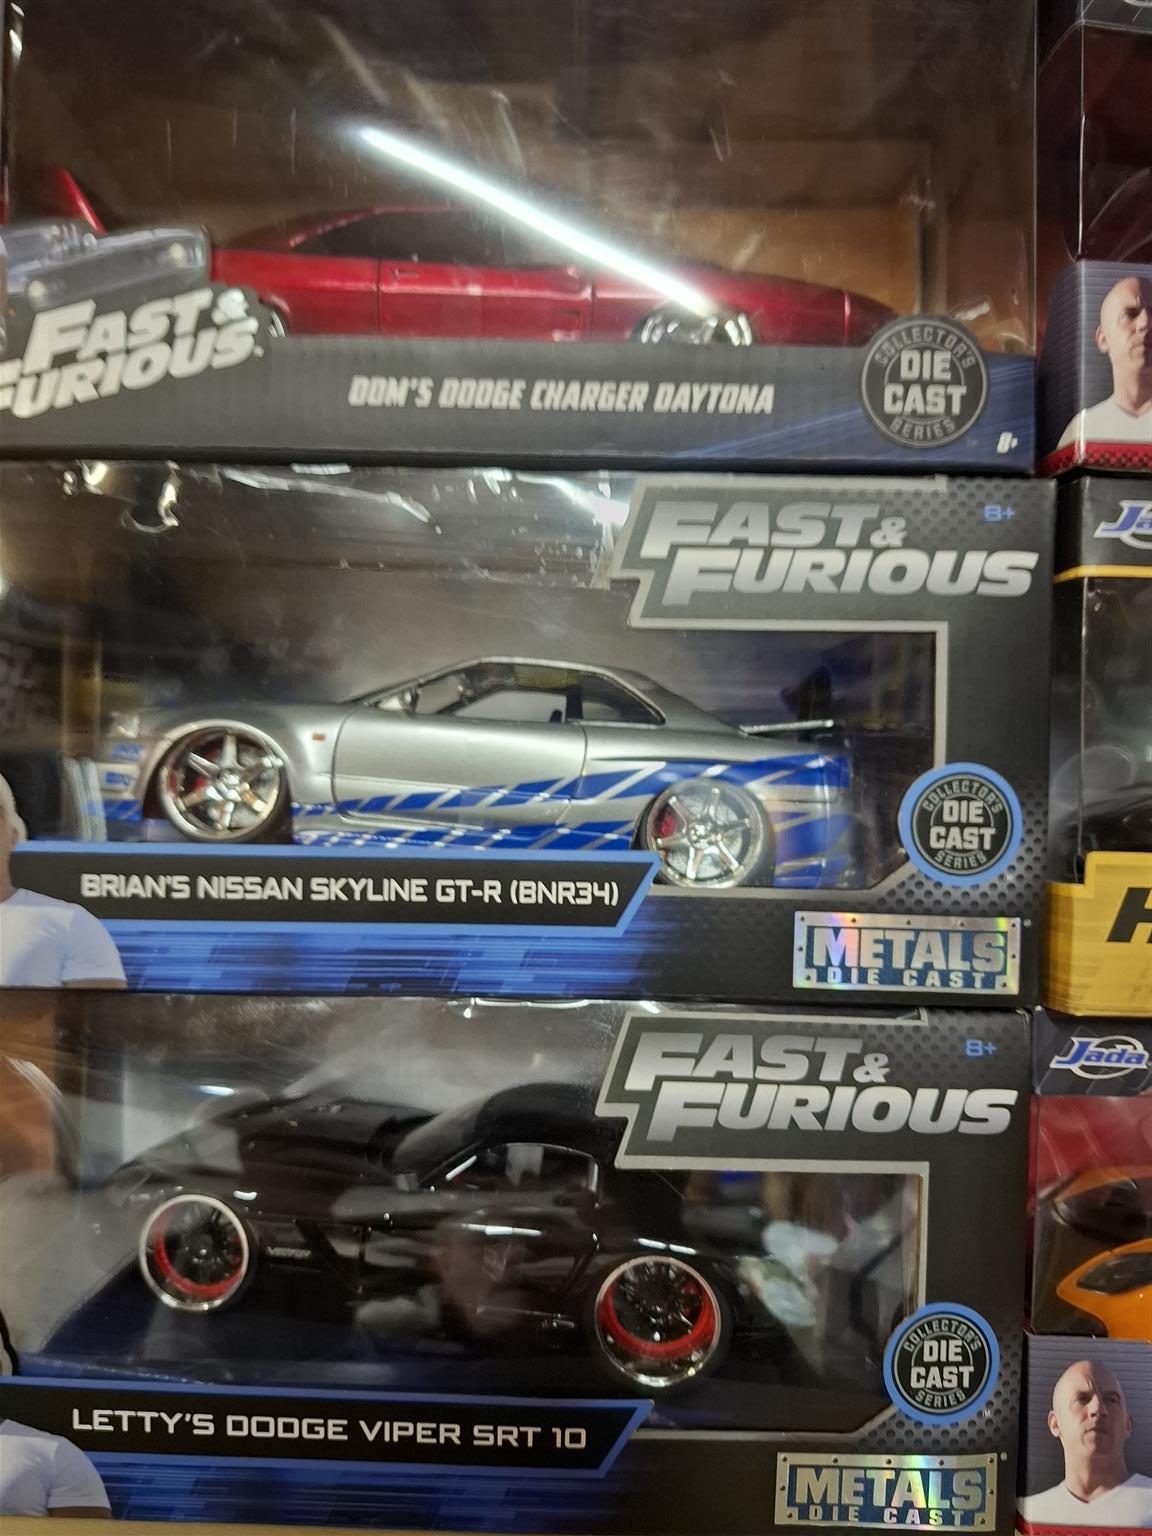 FAST &
FURIOUS
DOM'S DODGE CHARGER DAYTONA
COLLECTOR'S
DIE
CAST
SERIES
8+
FAST &
FURIOUS
8+
BRIAN'S NISSAN SKYLINE GT-R (BNR34)
COLLECTOR'S
DIE
CAST
SERIES
METALS
DIE CAST
FAST &
FURIOUS
8+
Jada
VIPER
COLLECTOR'S
DIE
CAST
SERIES
LETTY'S DODGE VIPER SRT 10
METALS
DIE CAST